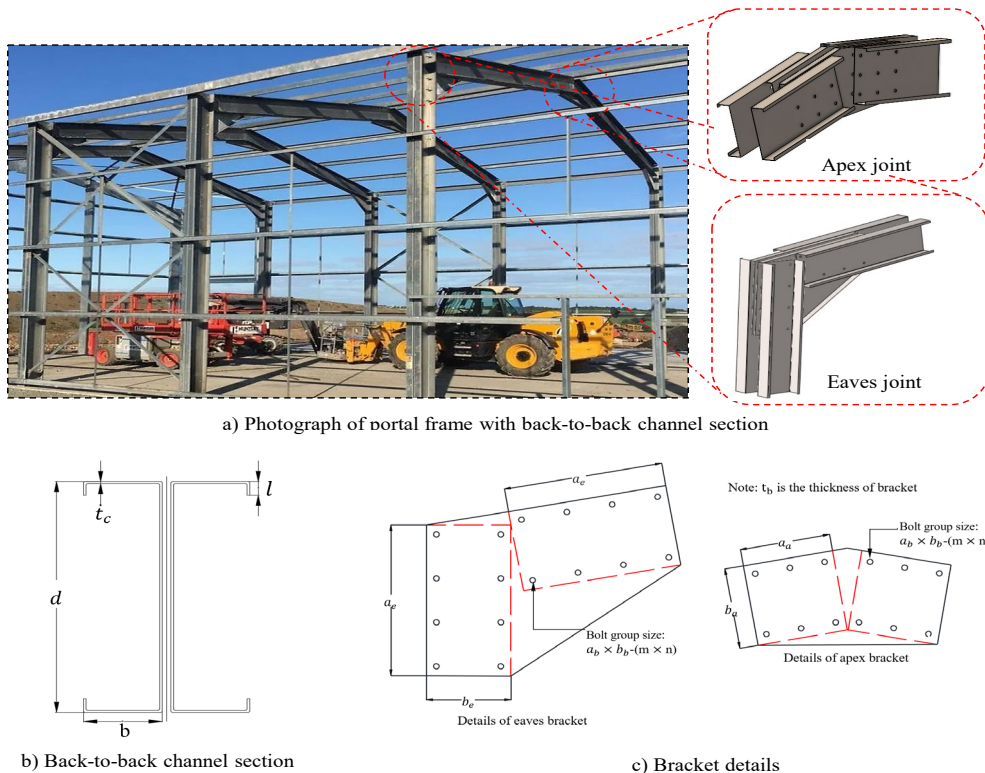 Apex joint
Eaves joint
a) Photograph of portal frame with back-to-back channel section
t_c
l
d
b
b) Back-to-back channel section
a_e
a_e
b_e
Bolt group size:
a_b × b_b-(m × n)
Details of eaves bracket
Note: t_b is the thickness of bracket
Bolt group size:
a_b × b_b-(m × n
a_a
b_a
Details of apex bracket
c) Bracket details